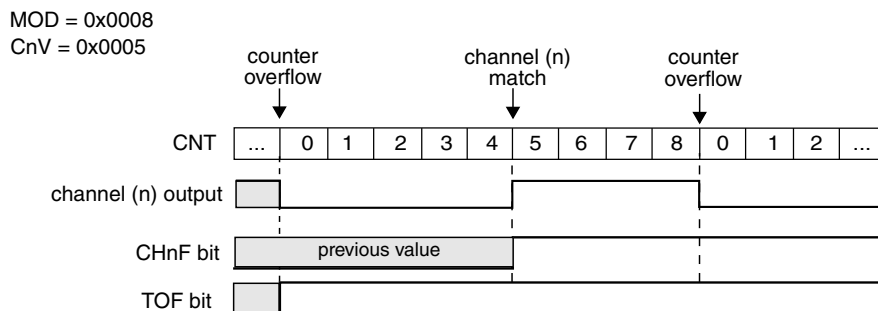 MOD = 0x0008
CnV = 0x0005
counter overflow
channel (n) match
counter overflow
CNT ... 0 1 2 3 4 5 6 7 8 0 1 2 ...
channel (n) output
CHnF bit previous value
TOF bit